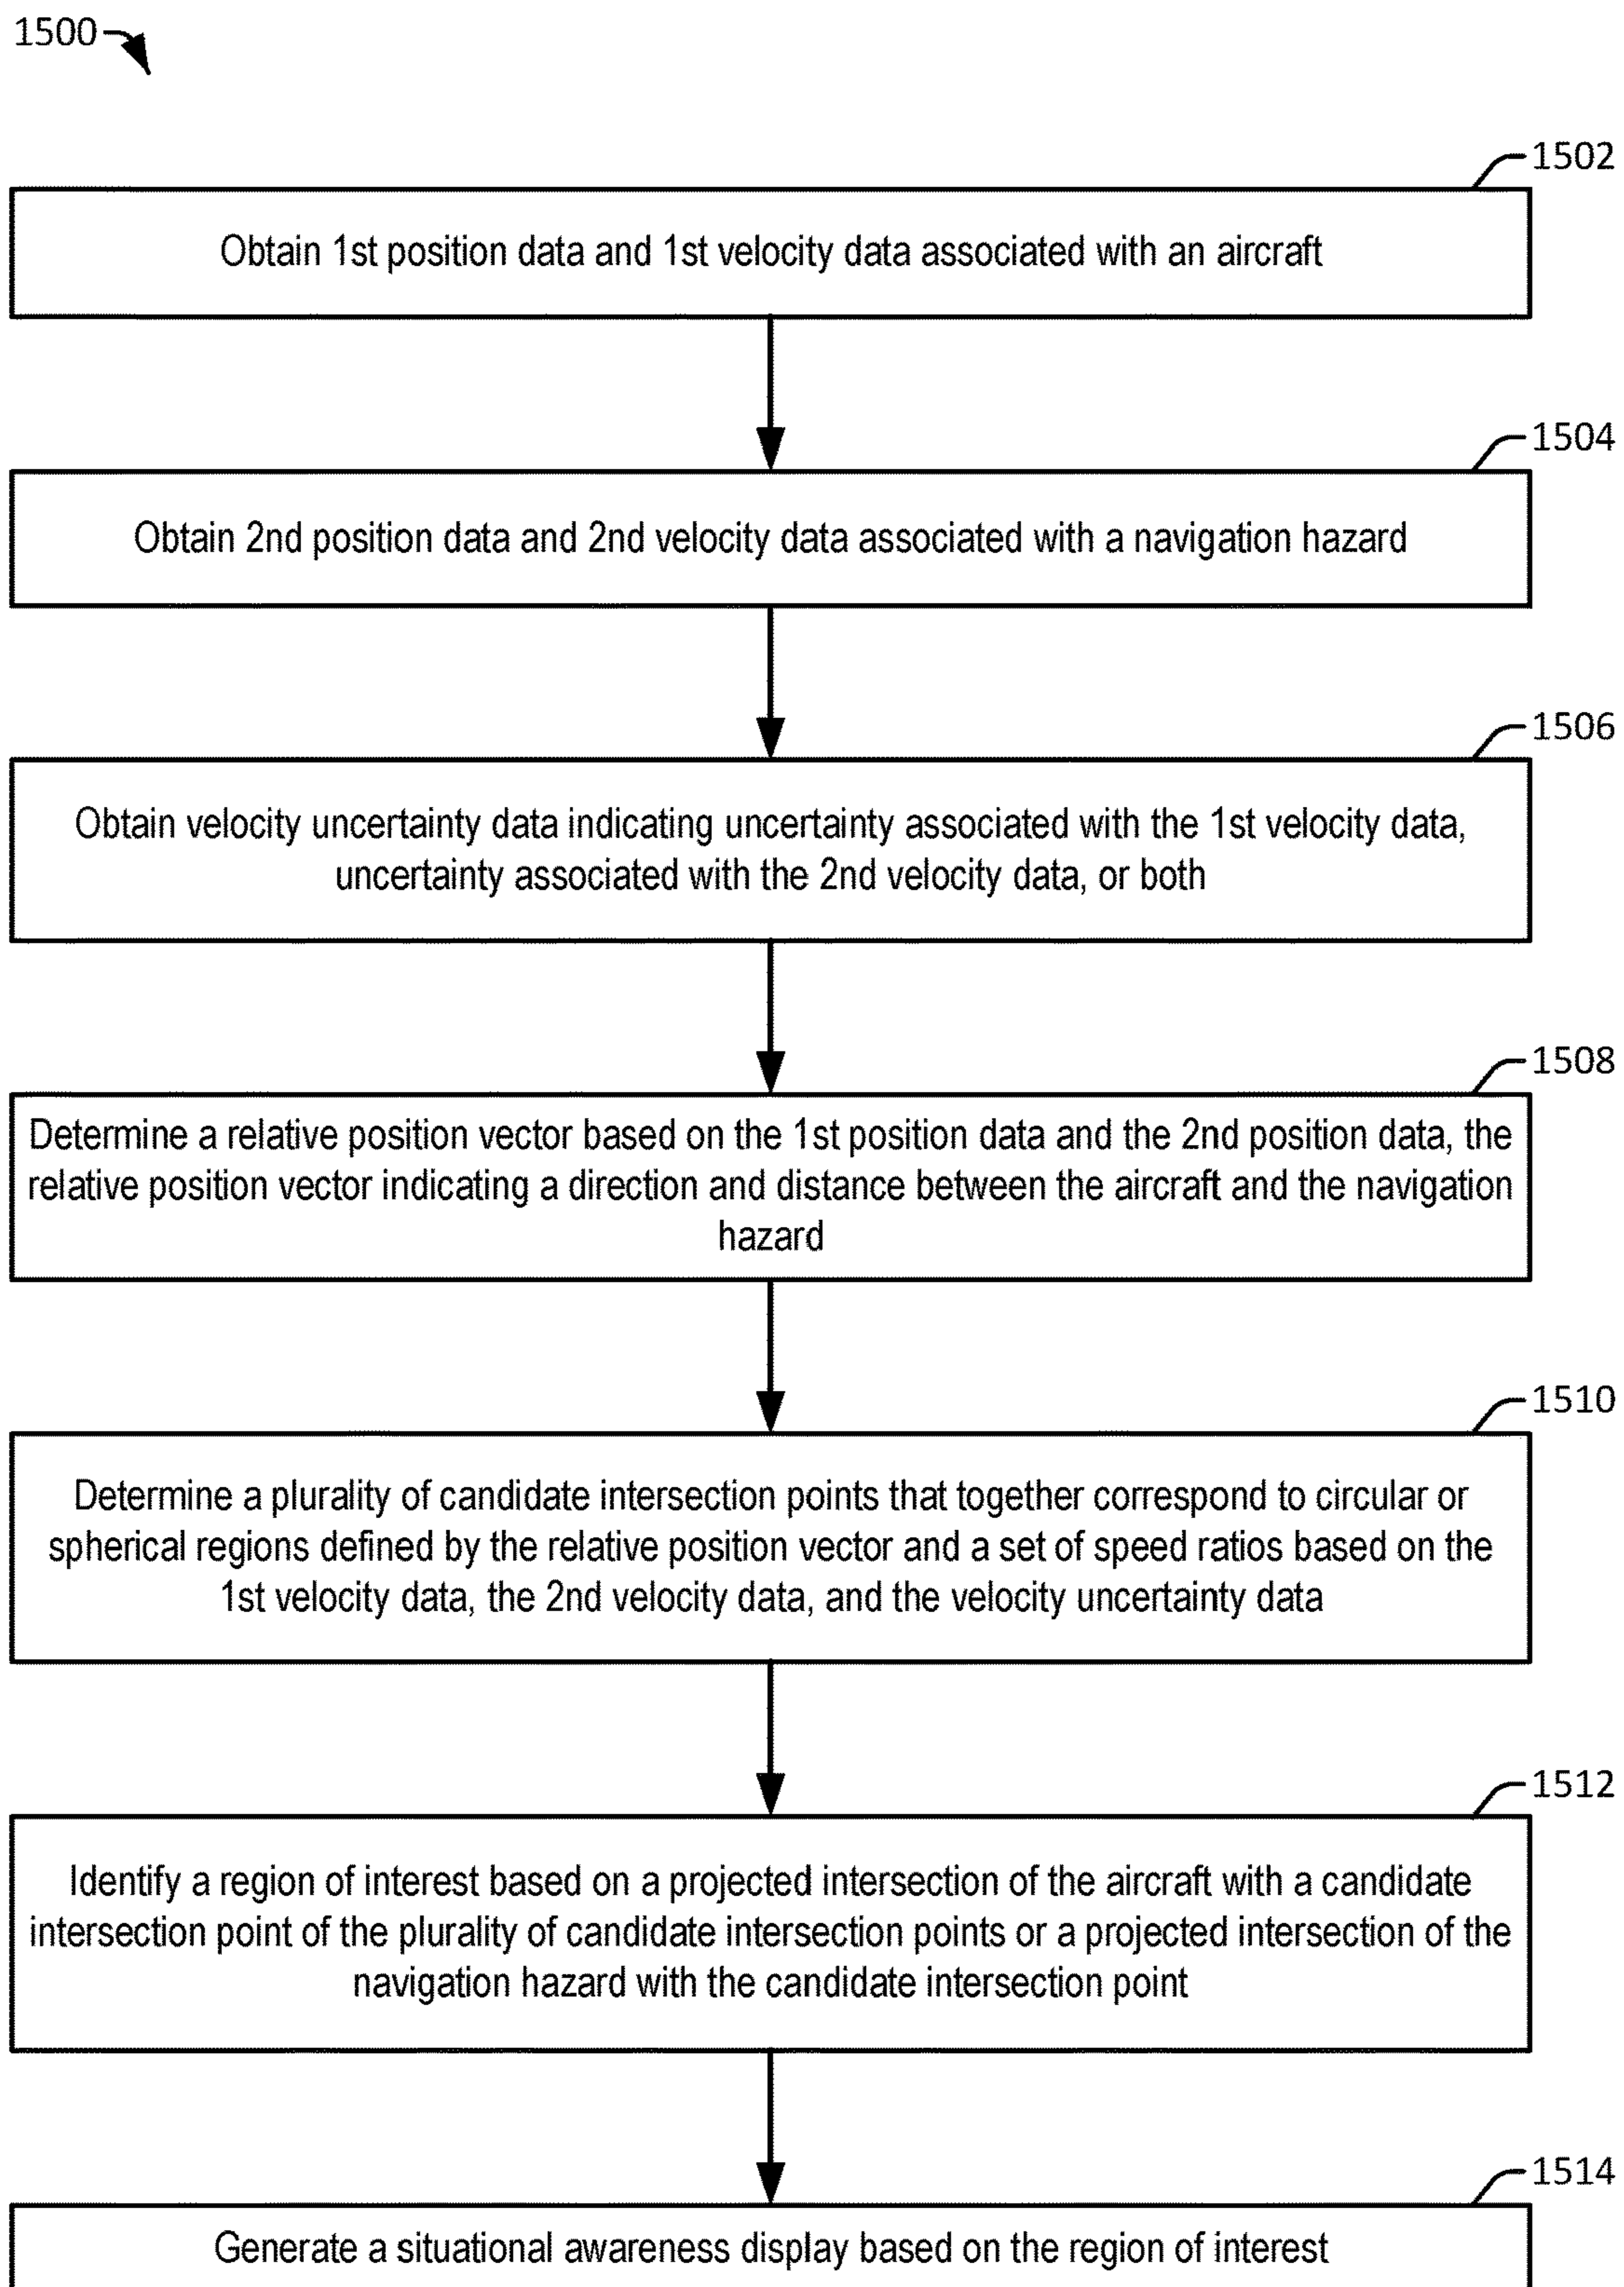 1500
1502
Obtain 1st position data and 1st velocity data associated with an aircraft
1504
Obtain 2nd position data and 2nd velocity data associated with a navigation hazard
1506
Obtain velocity uncertainty data indicating uncertainty associated with the 1st velocity data,
uncertainty associated with the 2nd velocity data, or both
1508
Determine a relative position vector based on the 1st position data and the 2nd position data, the
relative position vector indicating a direction and distance between the aircraft and the navigation
hazard
1510
Determine a plurality of candidate intersection points that together correspond to circular or
spherical regions defined by the relative position vector and a set of speed ratios based on the
1st velocity data, the 2nd velocity data, and the velocity uncertainty data
1512
Identify a region of interest based on a projected intersection of the aircraft with a candidate
intersection point of the plurality of candidate intersection points or a projected intersection of the
navigation hazard with the candidate intersection point
1514
Generate a situational awareness display based on the region of interest